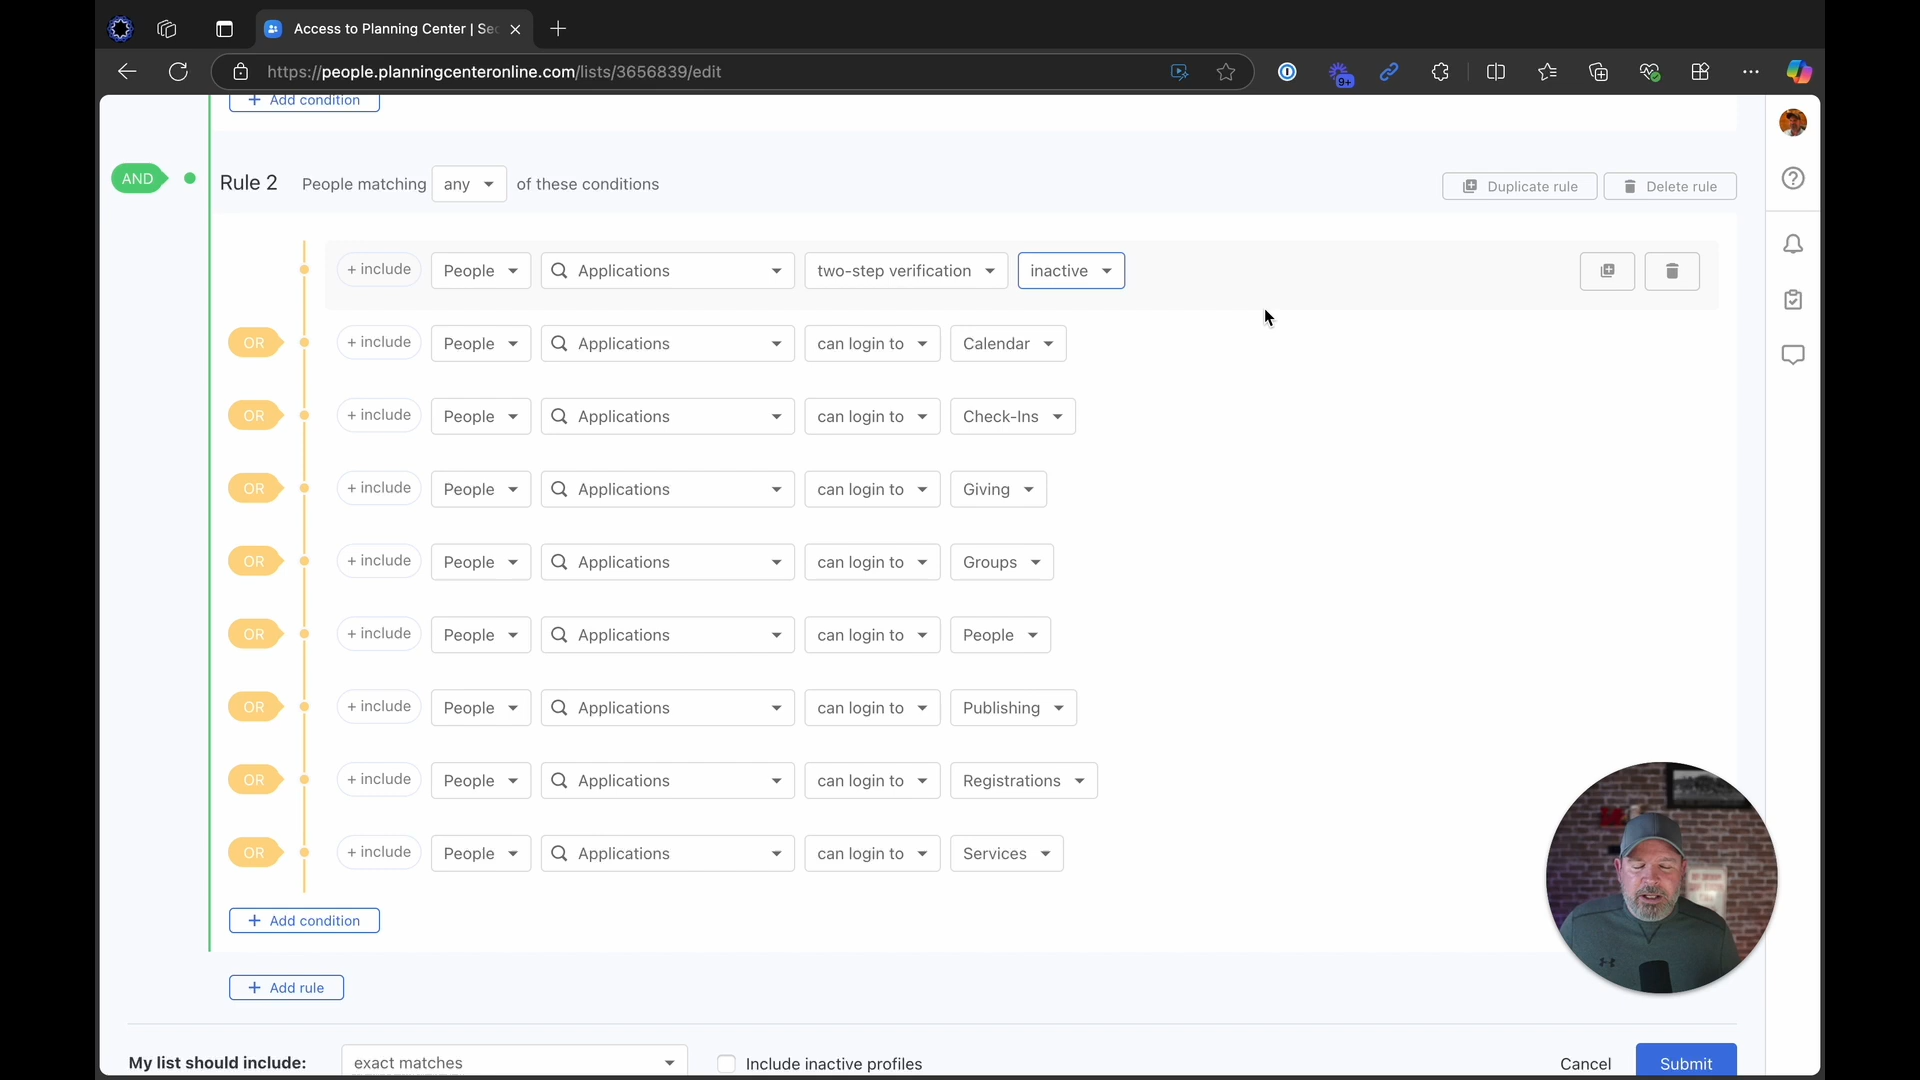 Access to Planning Center | Sec
https://people.planningcenteronline.com/lists/3656839/edit
9+
+ Add condition
AND
Rule 2 People matching any of these conditions
Duplicate rule
Delete rule
+ include People Applications two-step verification inactive
OR + include People Applications can login to Calendar
OR + include People Applications can login to Check-Ins
OR + include People Applications can login to Giving
OR + include People Applications can login to Groups
OR + include People Applications can login to People
OR + include People Applications can login to Publishing
OR + include People Applications can login to Registrations
OR + include People Applications can login to Services
+ Add condition
+ Add rule
My list should include: exact matches Include inactive profiles Cancel Submit